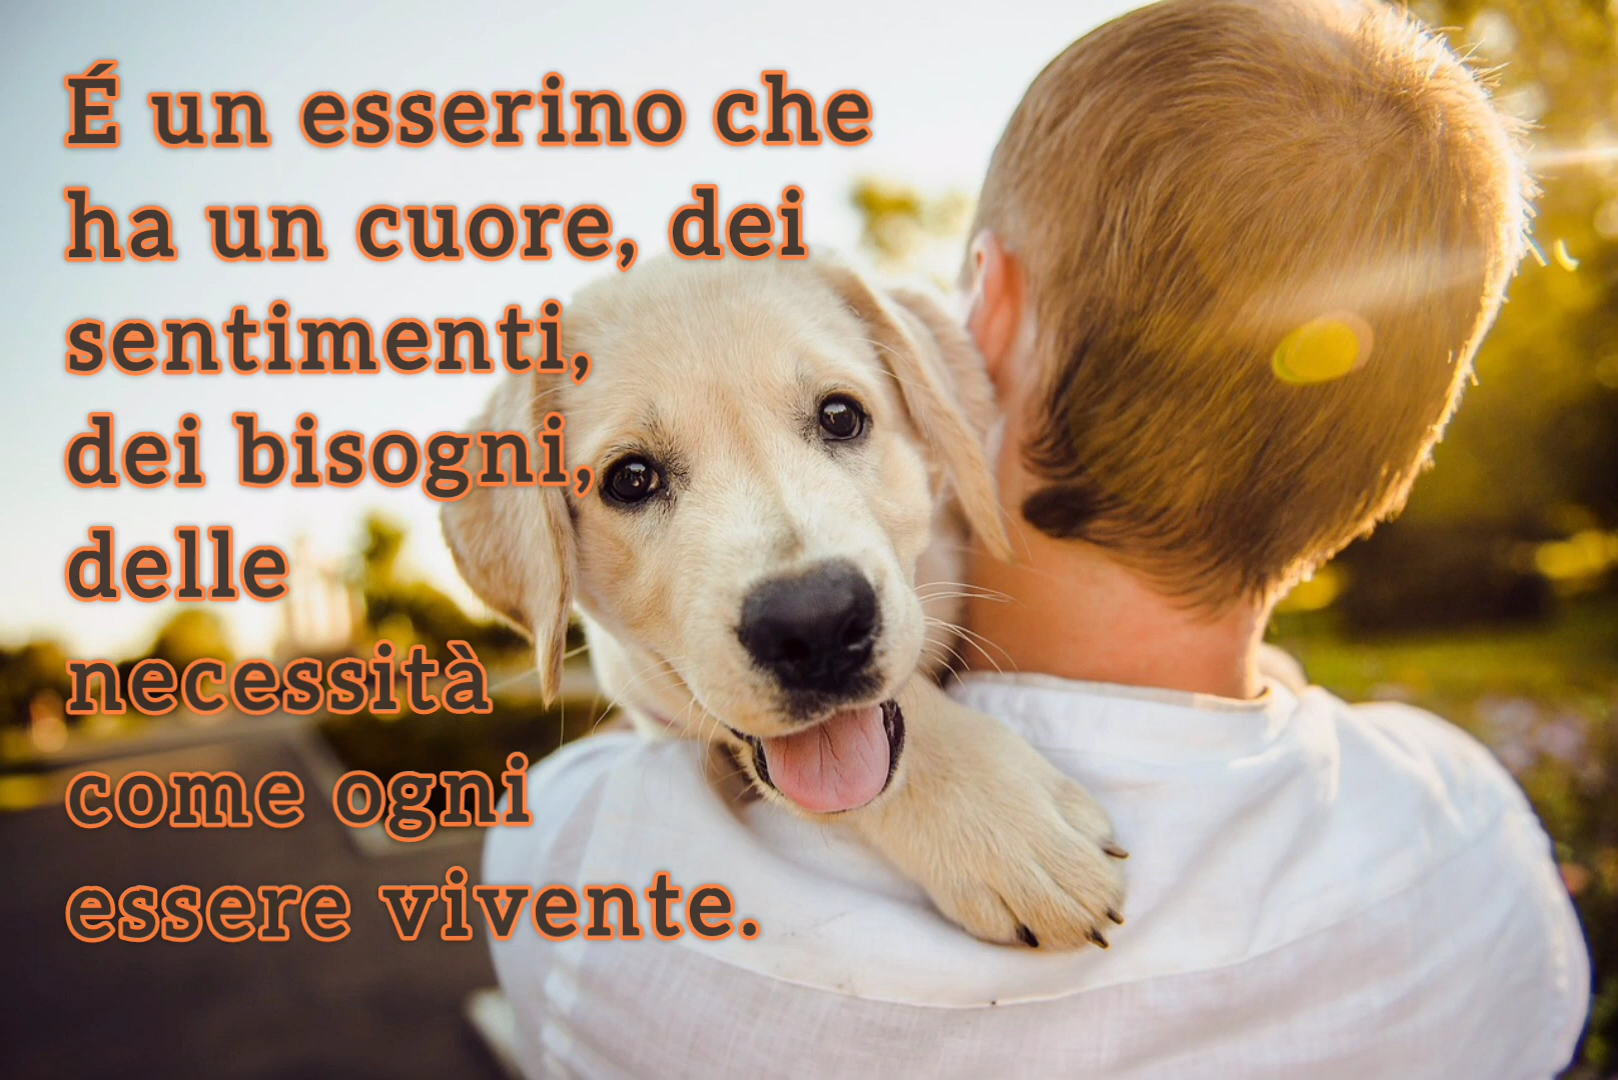 É un esserino che
ha un cuore, dei
sentimenti,
dei bisogni,
delle
necessità
come ogni
essere vivente.